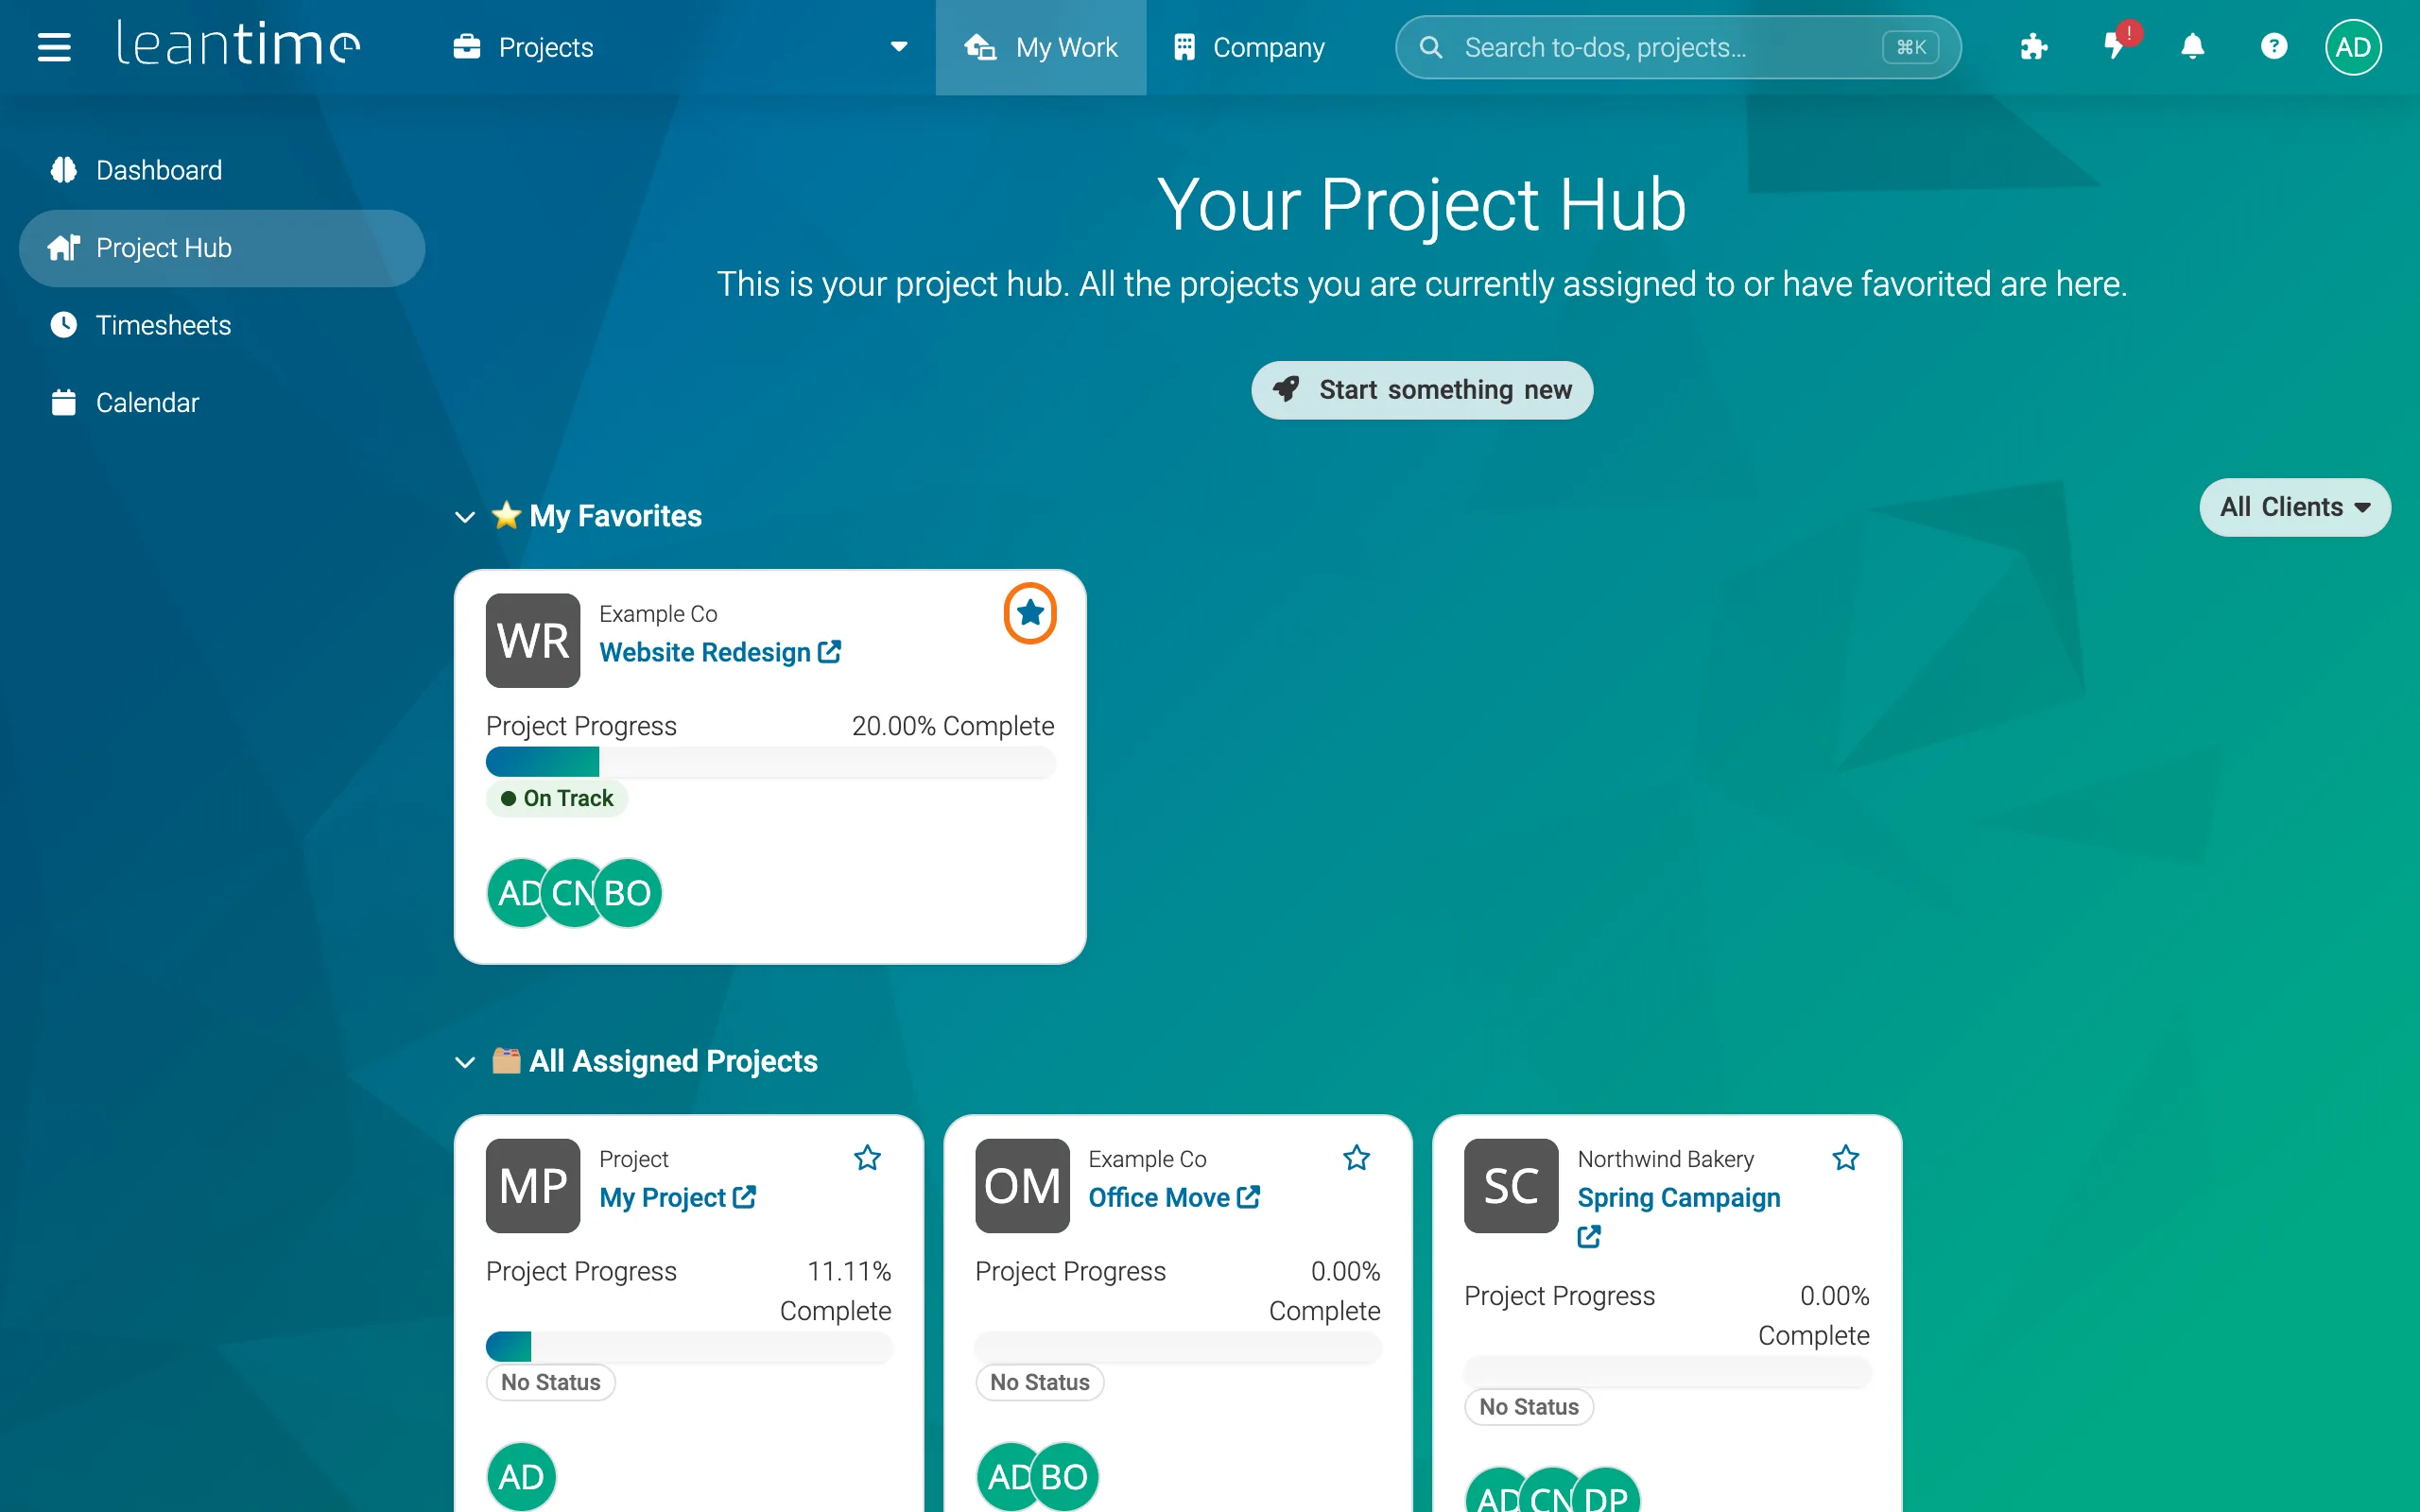 leantime
Projects
My Work
Company
Search to-dos, projects...
⌘K
!
?
AD
Dashboard
Project Hub
Timesheets
Calendar
Your Project Hub
This is your project hub. All the projects you are currently assigned to or have favorited are here.
Start something new
My Favorites
All Clients
WR
Example Co
Website Redesign
Project Progress
20.00% Complete
On Track
AD
CN
BO
All Assigned Projects
MP
Project
My Project
Project Progress
11.11%
Complete
No Status
AD
OM
Example Co
Office Move
Project Progress
0.00%
Complete
No Status
AD
BO
SC
Northwind Bakery
Spring Campaign
Project Progress
0.00%
Complete
No Status
AD
CN
DP